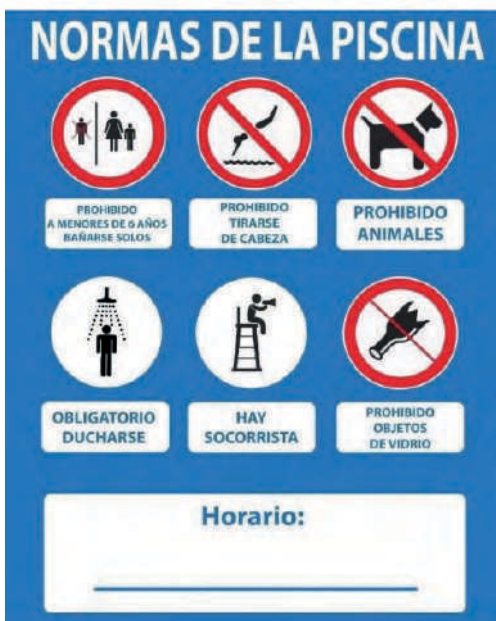 NORMAS DE LA PISCINA
PROHIBIDO
A MENORES DE 6 AÑOS
BAÑARSE SOLOS
PROHIBIDO
TIRARSE
DE CABEZA
PROHIBIDO
ANIMALES
OBLIGATORIO
DUCHARSE
HAY
SOCORRISTA
PROHIBIDO
OBJETOS
DE VIDRIO
Horario: